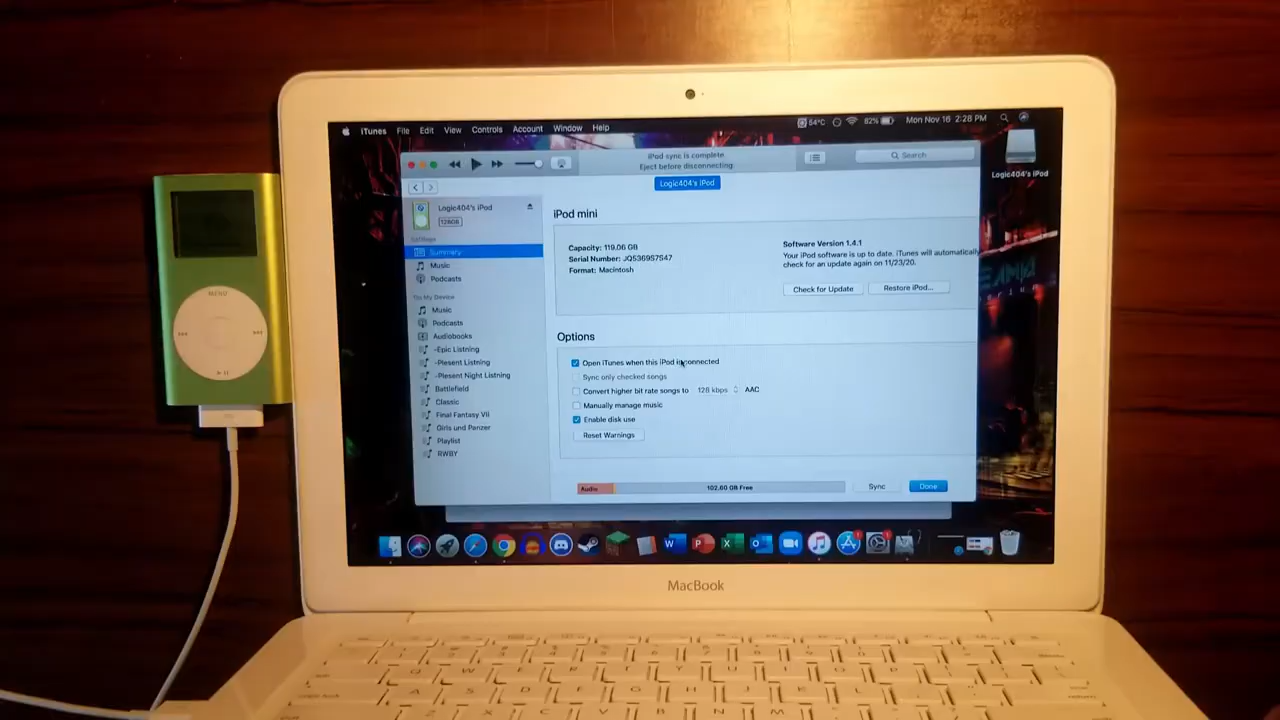 iTunes File Edit View Controls Account Window Help 54°C 82% Mon Nov 16 2:28 PM
iPod sync is complete
Eject before disconnecting
Search
Logic404's iPod
Logic404's iPod
Logic404's iPod
128GB
Settings
Summary
Music
Podcasts
On My Device
Music
Podcasts
Audiobooks
-Epic Listning
-Plesent Listning
-Plesent Night Listning
Battlefield
Classic
Final Fantasy VII
Girls und Panzer
Playlist
RWBY
iPod mini
Capacity: 119.06 GB
Serial Number: JQ5369S7S47
Format: Macintosh
Software Version 1.4.1
Your iPod software is up to date. iTunes will automatically
check for an update again on 11/23/20.
Check for Update Restore iPod...
Options
Open iTunes when this iPod is connected
Sync only checked songs
Convert higher bit rate songs to 128 kbps AAC
Manually manage music
Enable disk use
Reset Warnings
Audio 102.60 GB Free Sync Done
MENU
MacBook